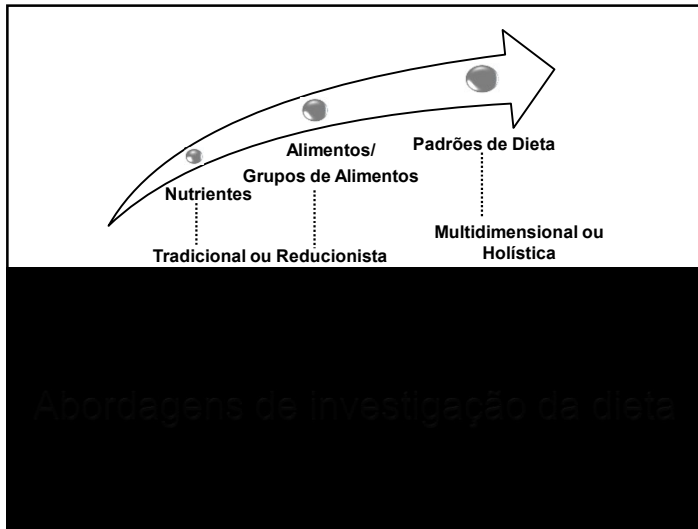 Nutrientes
Alimentos/
Grupos de Alimentos
Padrões de Dieta
Tradicional ou Reducionista
Multidimensional ou
Holística
Abordagens de investigação da dieta